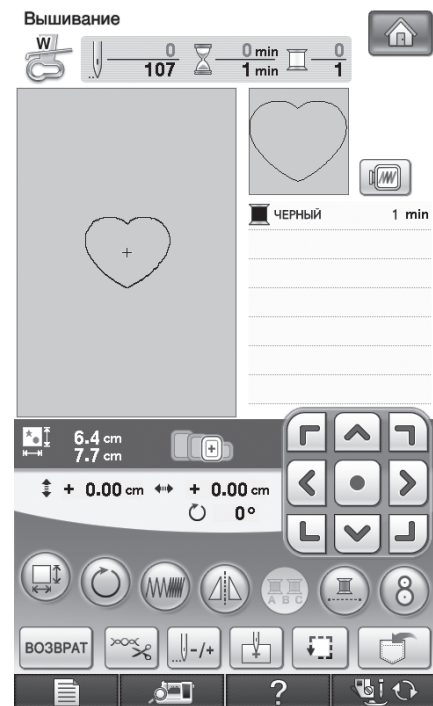 Вышивание
W
0 0 min 0
107 1 min 1
ЧЕРНЫЙ 1 min
6.4 cm
7.7 cm
+ 0.00 cm + 0.00 cm
0°
A B C
8
ВОЗВРАТ -/+
?